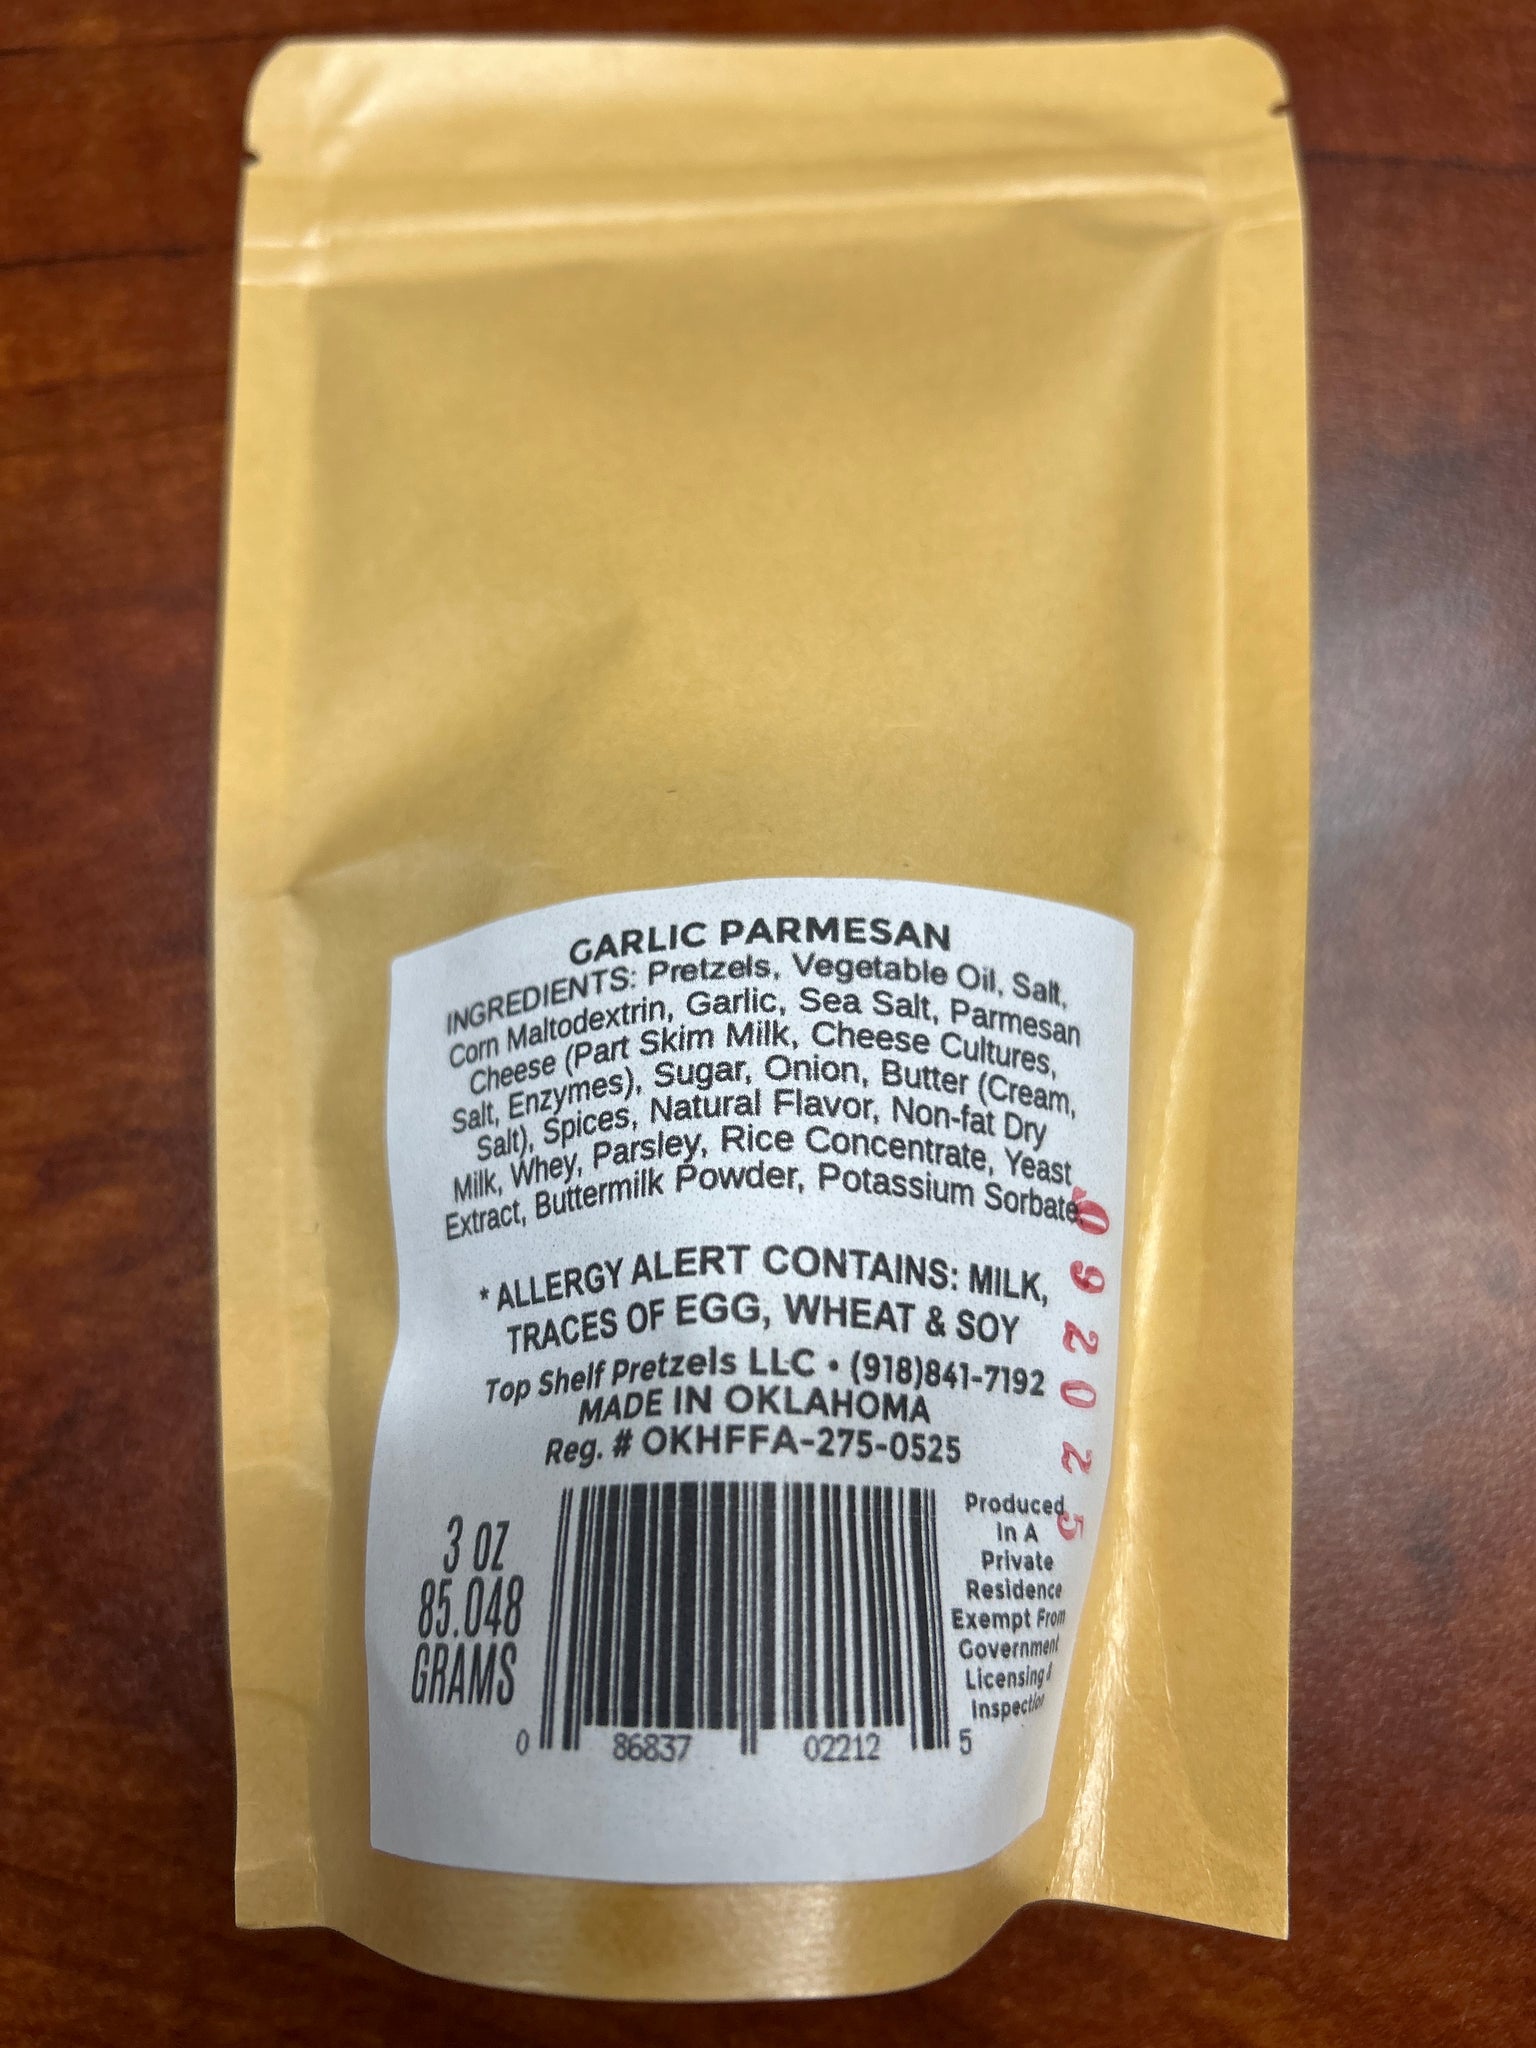 GARLIC PARMESAN
INGREDIENTS: Pretzels, Vegetable Oil, Salt,
Corn Maltodextrin, Garlic, Sea Salt, Parmesan
Cheese (Part Skim Milk, Cheese Cultures,
Salt, Enzymes), Sugar, Onion, Butter (Cream,
Salt), Spices, Natural Flavor, Non-fat Dry
Milk, Whey, Parsley, Rice Concentrate, Yeast
Extract, Buttermilk Powder, Potassium Sorbate.
* ALLERGY ALERT CONTAINS: MILK,
TRACES OF EGG, WHEAT & SOY
Top Shelf Pretzels LLC • (918)841-7192
MADE IN OKLAHOMA
Reg. # OKHFFA-275-0525
092025
3 OZ
85.048
GRAMS
0 86837 02212 5
Produced
In A
Private
Residence
Exempt From
Government
Licensing &
Inspection